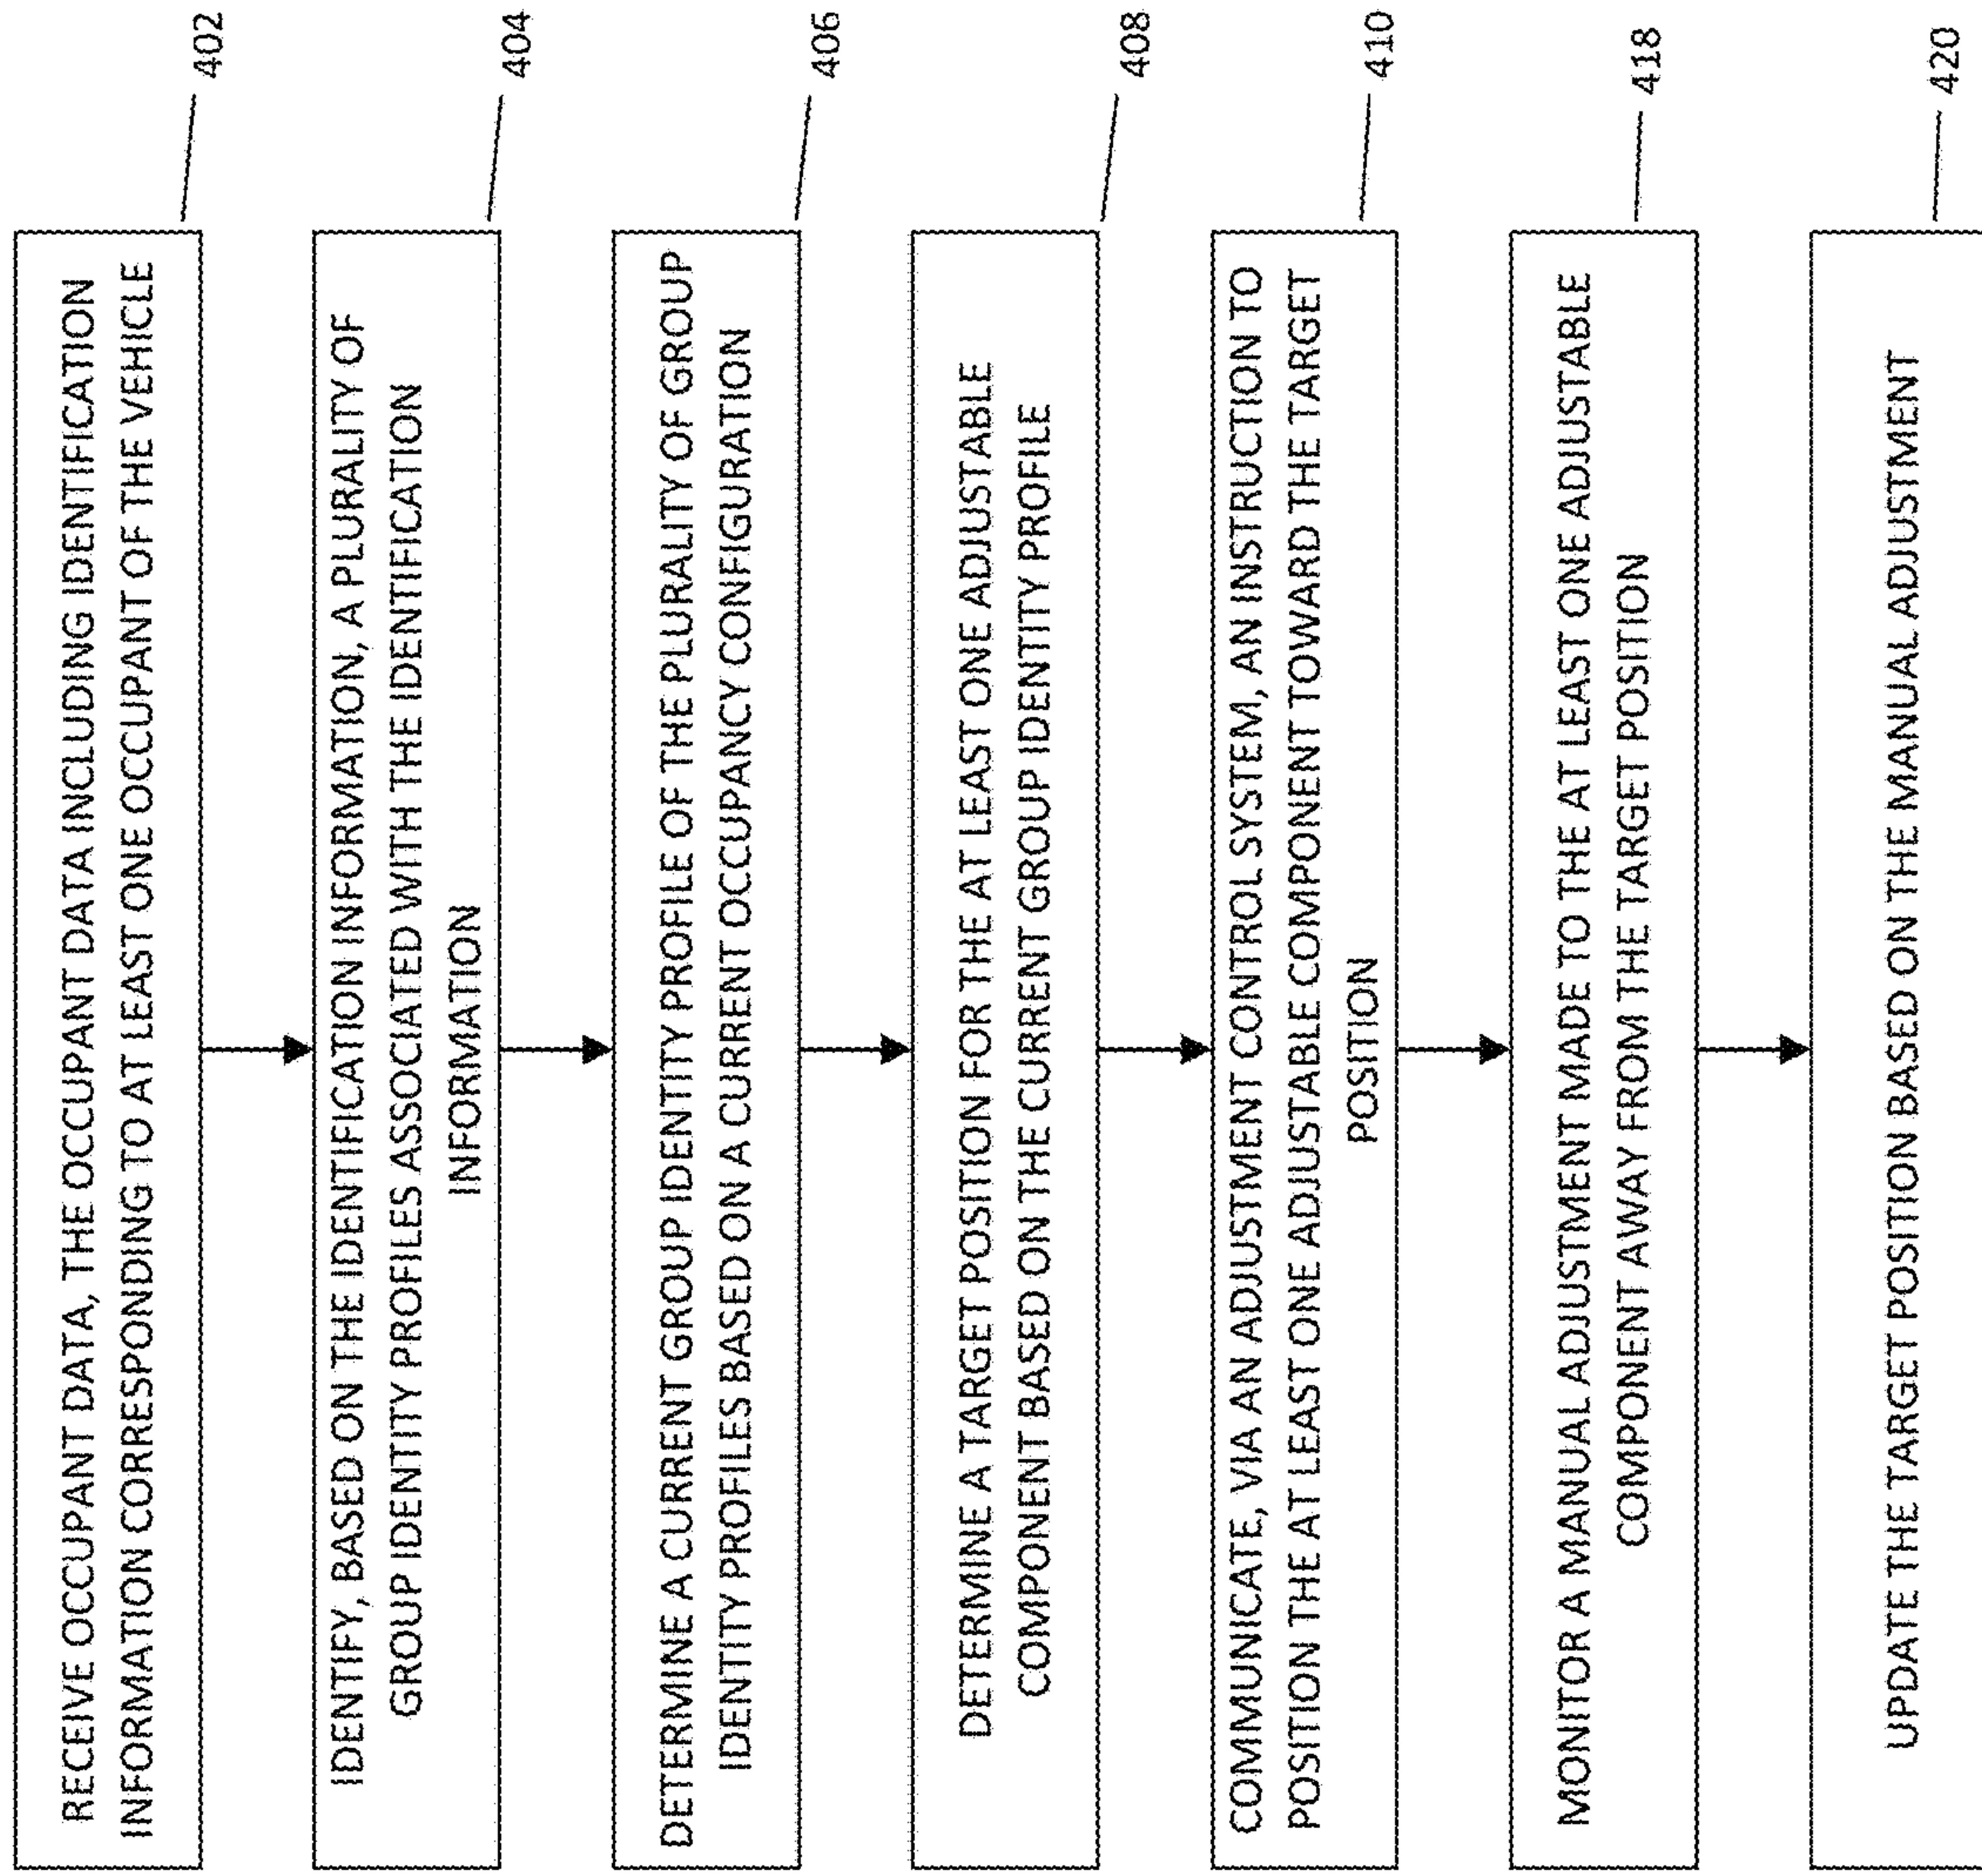 RECEIVE OCCUPANT DATA, THE OCCUPANT DATA INCLUDING IDENTIFICATION
INFORMATION CORRESPONDING TO AT LEAST ONE OCCUPANT OF THE VEHICLE
402
IDENTIFY, BASED ON THE IDENTIFICATION INFORMATION, A PLURALITY OF
GROUP IDENTITY PROFILES ASSOCIATED WITH THE IDENTIFICATION
INFORMATION
404
DETERMINE A CURRENT GROUP IDENTITY PROFILE OF THE PLURALITY OF GROUP
IDENTITY PROFILES BASED ON A CURRENT OCCUPANCY CONFIGURATION
406
DETERMINE A TARGET POSITION FOR THE AT LEAST ONE ADJUSTABLE
COMPONENT BASED ON THE CURRENT GROUP IDENTITY PROFILE
408
COMMUNICATE, VIA AN ADJUSTMENT CONTROL SYSTEM, AN INSTRUCTION TO
POSITION THE AT LEAST ONE ADJUSTABLE COMPONENT TOWARD THE TARGET
POSITION
410
MONITOR A MANUAL ADJUSTMENT MADE TO THE AT LEAST ONE ADJUSTABLE
COMPONENT AWAY FROM THE TARGET POSITION
418
UPDATE THE TARGET POSITION BASED ON THE MANUAL ADJUSTMENT
420